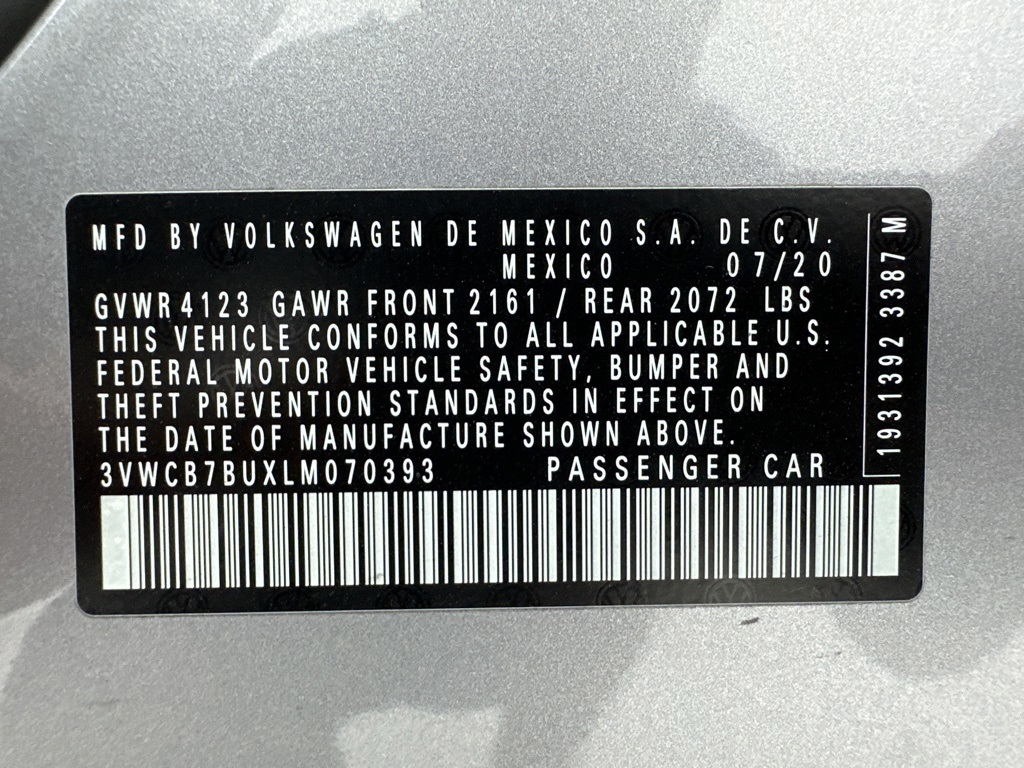 MFD BY VOLKSWAGEN DE MEXICO S.A. DE C.V.
MEXICO 07/20
GVWR 4123 GAWR FRONT 2161 / REAR 2072 LBS
THIS VEHICLE CONFORMS TO ALL APPLICABLE U.S.
FEDERAL MOTOR VEHICLE SAFETY, BUMPER AND
THEFT PREVENTION STANDARDS IN EFFECT ON
THE DATE OF MANUFACTURE SHOWN ABOVE.
3VWCB7BUXLM070393 PASSENGER CAR
1931392 3387 M